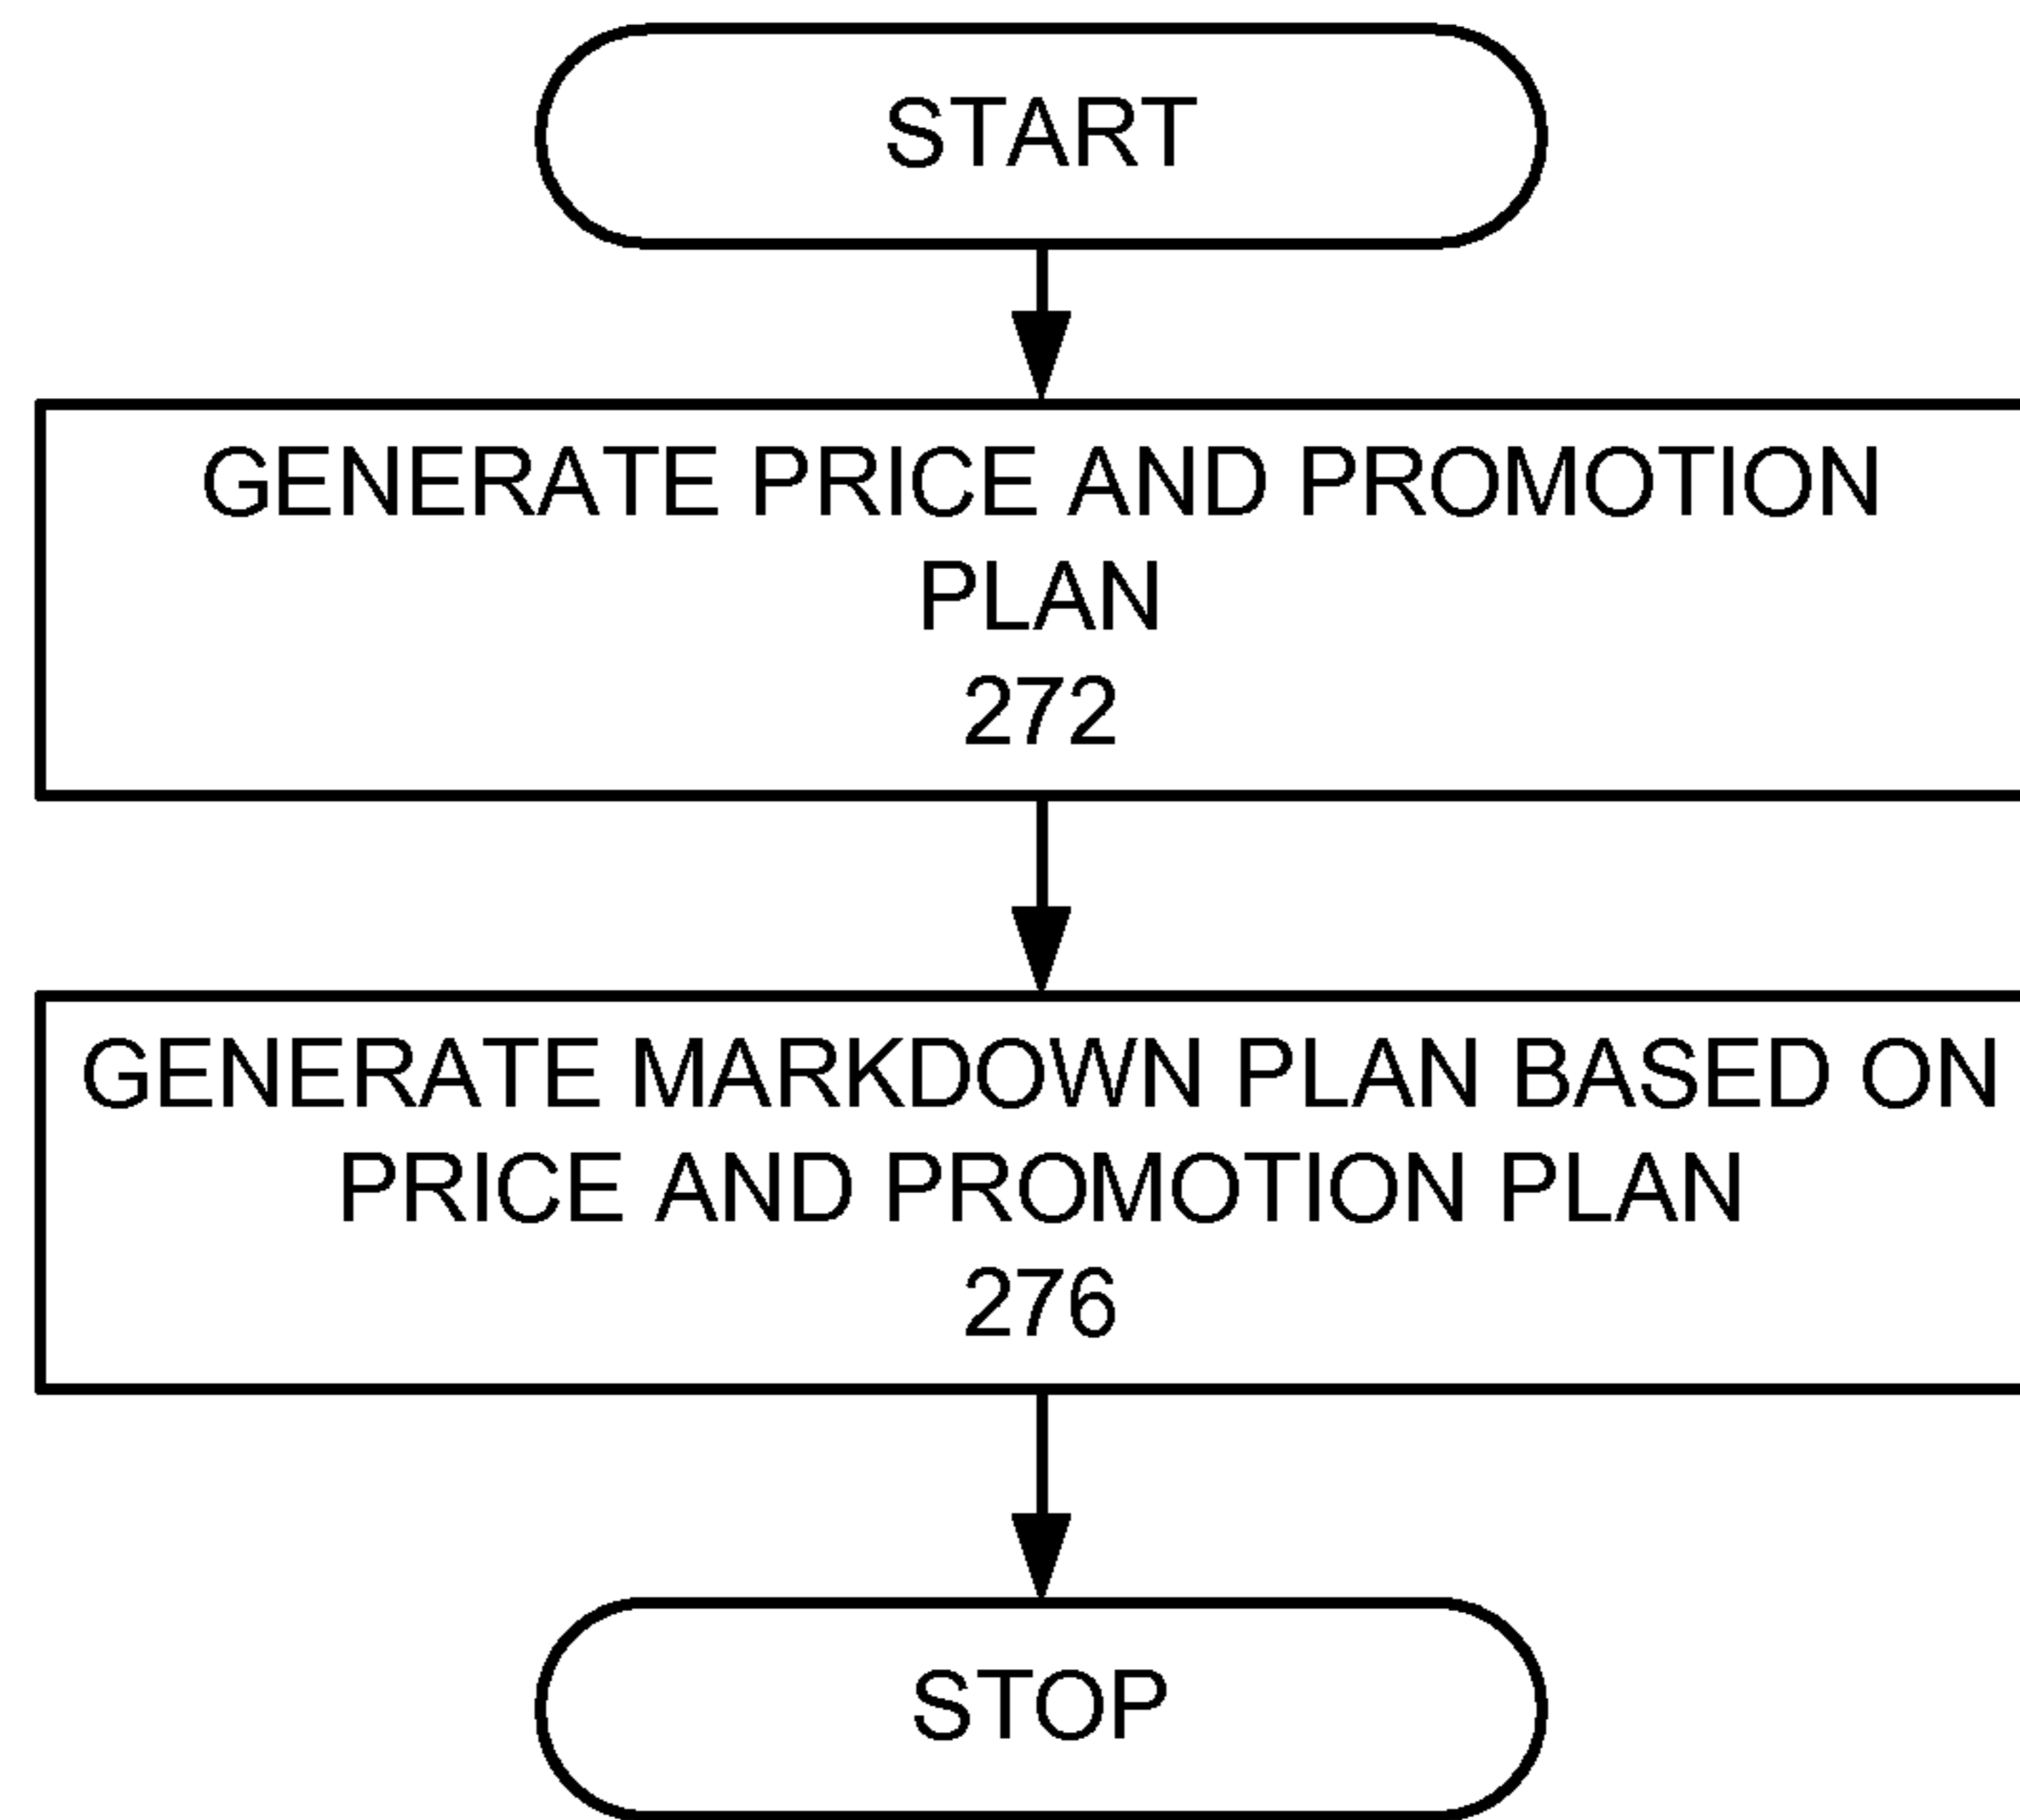 START
GENERATE PRICE AND PROMOTION
PLAN
272
GENERATE MARKDOWN PLAN BASED ON
PRICE AND PROMOTION PLAN
276
STOP